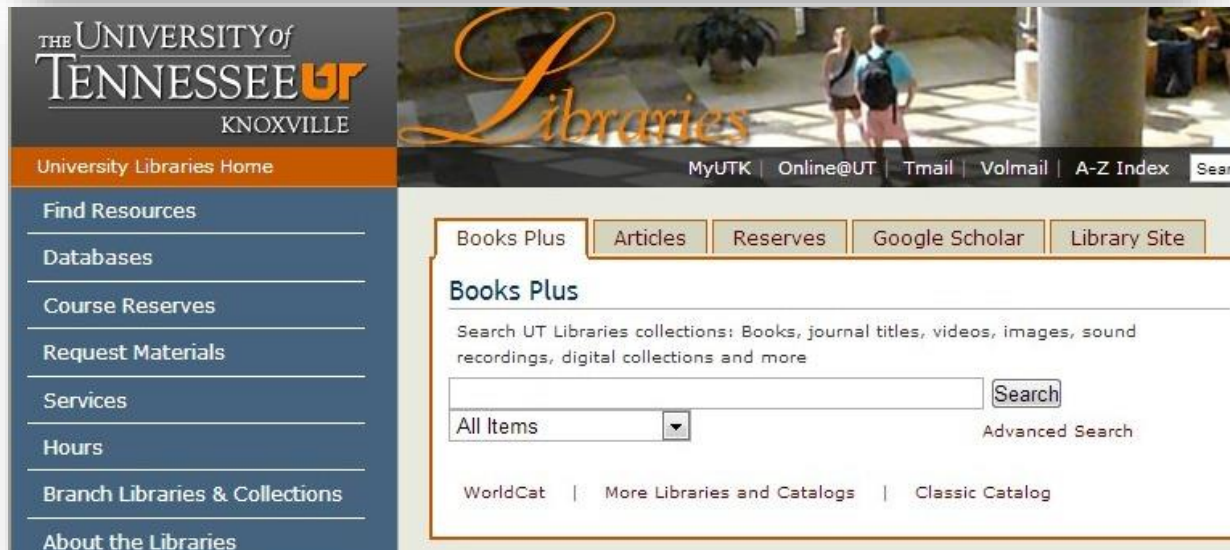 THE UNIVERSITY of
TENNESSEE UT
KNOXVILLE
Libraries
University Libraries Home
MyUTK | Online@UT | Tmail | Volmail | A-Z Index
Find Resources
Databases
Course Reserves
Request Materials
Services
Hours
Branch Libraries & Collections
About the Libraries
Books Plus
Articles
Reserves
Google Scholar
Library Site
Books Plus
Search UT Libraries collections: Books, journal titles, videos, images, sound
recordings, digital collections and more
Search
All Items
Advanced Search
WorldCat | More Libraries and Catalogs | Classic Catalog